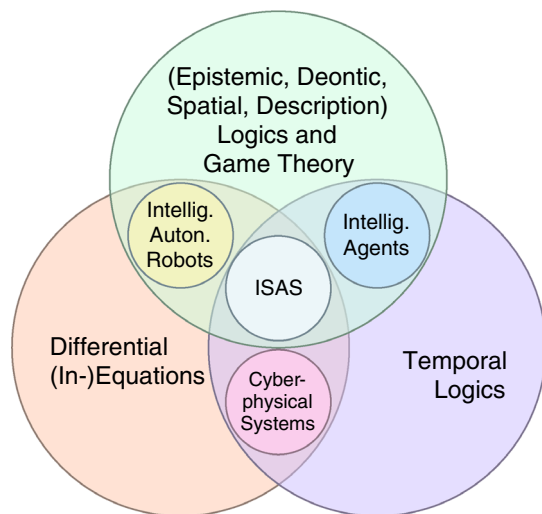 (Epistemic, Deontic,
Spatial, Description)
Logics and
Game Theory
Intellig.
Auton.
Robots
Intellig.
Agents
ISAS
Differential
(In-)Equations
Temporal
Logics
Cyber-
physical
Systems